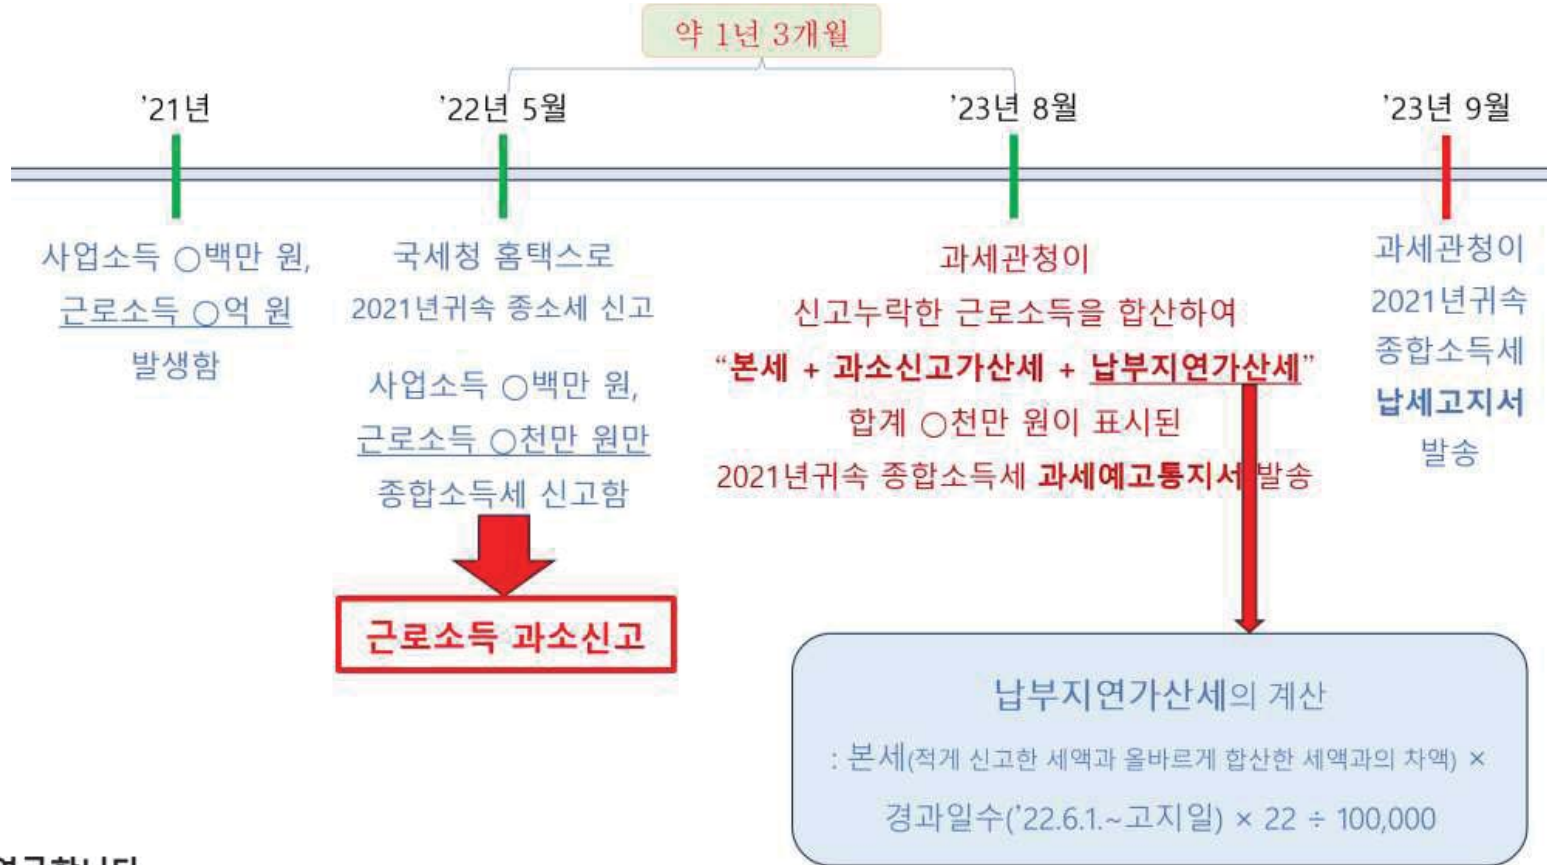 약 1년 3개월
'21년
'22년 5월
'23년 8월
'23년 9월
사업소득 ○백만 원,
근로소득 ○억 원
발생함
국세청 홈택스로
2021년귀속 종소세 신고
사업소득 ○백만 원,
근로소득 ○천만 원만
종합소득세 신고함
근로소득 과소신고
과세관청이
신고누락한 근로소득을 합산하여
“본세 + 과소신고가산세 + 납부지연가산세”
합계 ○천만 원이 표시된
2021년귀속 종합소득세 과세예고통지서 발송
과세관청이
2021년귀속
종합소득세
납세고지서
발송
납부지연가산세의 계산
: 본세(적게 신고한 세액과 올바르게 합산한 세액과의 차액) ×
경과일수('22.6.1.~고지일) × 22 ÷ 100,000